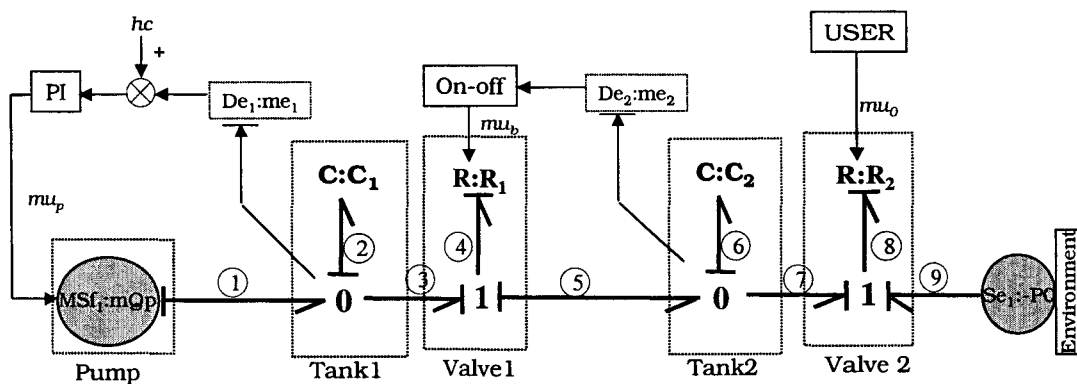 hc
+
PI
De1:me1
On-off
De2:me2
USER
mup
mub
muo
C:C1
R:R1
C:C2
R:R2
2
4
6
8
MSf1:mQp
1
0
3
1
5
0
7
1
9
Se1:-P0
Environment
Pump
Tank1
Valve1
Tank2
Valve 2